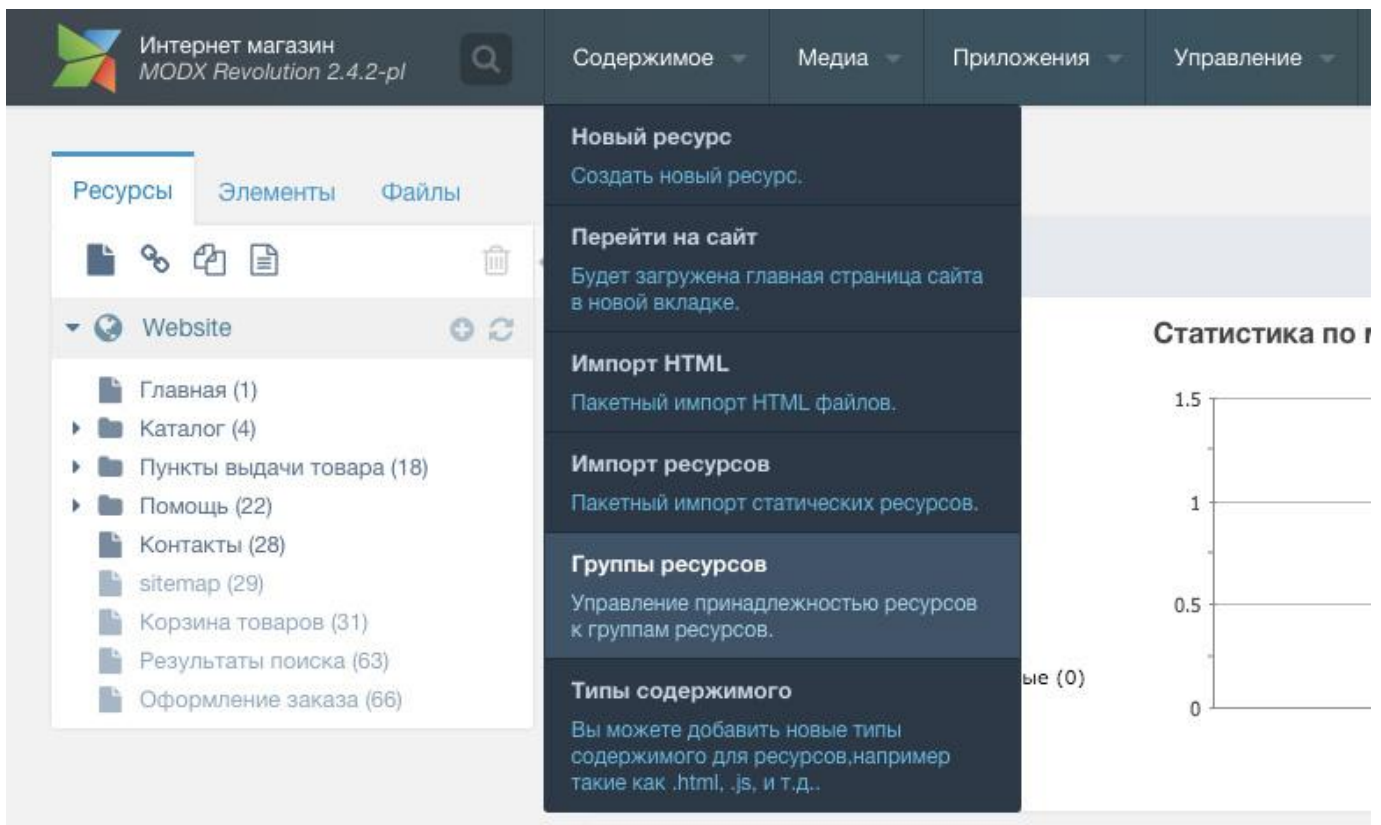 Интернет магазин
MODX Revolution 2.4.2-pl
Содержимое
Медиа
Приложения
Управление
Ресурсы
Элементы
Файлы
Website
Главная (1)
Каталог (4)
Пункты выдачи товара (18)
Помощь (22)
Контакты (28)
sitemap (29)
Корзина товаров (31)
Результаты поиска (63)
Оформление заказа (66)
Новый ресурс
Создать новый ресурс.
Перейти на сайт
Будет загружена главная страница сайта
в новой вкладке.
Импорт HTML
Пакетный импорт HTML файлов.
Импорт ресурсов
Пакетный импорт статических ресурсов.
Группы ресурсов
Управление принадлежностью ресурсов
к группам ресурсов.
Типы содержимого
Вы можете добавить новые типы
содержимого для ресурсов,например
такие как .html, .js, и т.д..
ые (0)
Статистика по
1.5
1
0.5
0